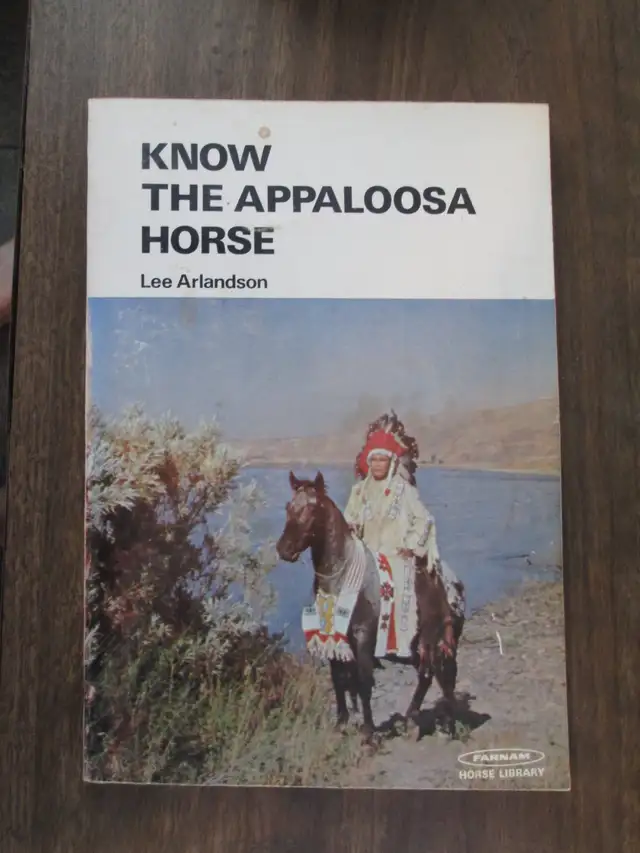 KNOW
THE APPALOOSA
HORSE
Lee Arlandson
FARNAM
HORSE LIBRARY